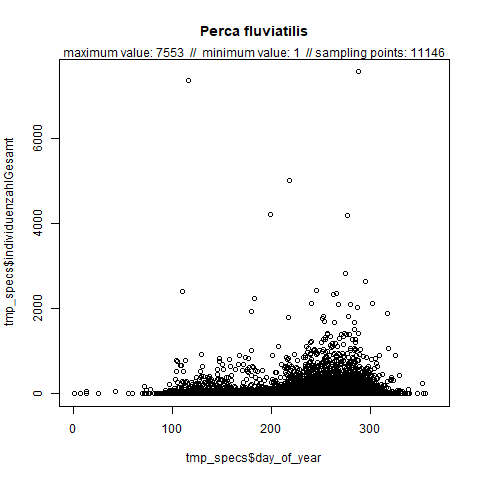 Perca fluviatilis
maximum value: 7553 // minimum value: 1 // sampling points: 11146
tmp_specs$individuenzahlGesamt
6000
4000
2000
0
0 100 200 300
tmp_specs$day_of_year